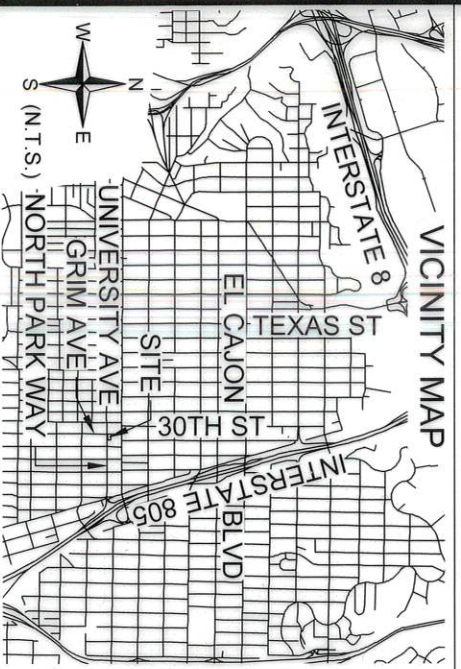 VICINITY MAP
INTERSTATE 8
TEXAS ST
EL CAJON
BLVD
30TH ST
INTERSTATE 805
SITE
UNIVERSITY AVE
GRIM AVE
NORTH PARK WAY
W
N
E
S
(N.T.S.)